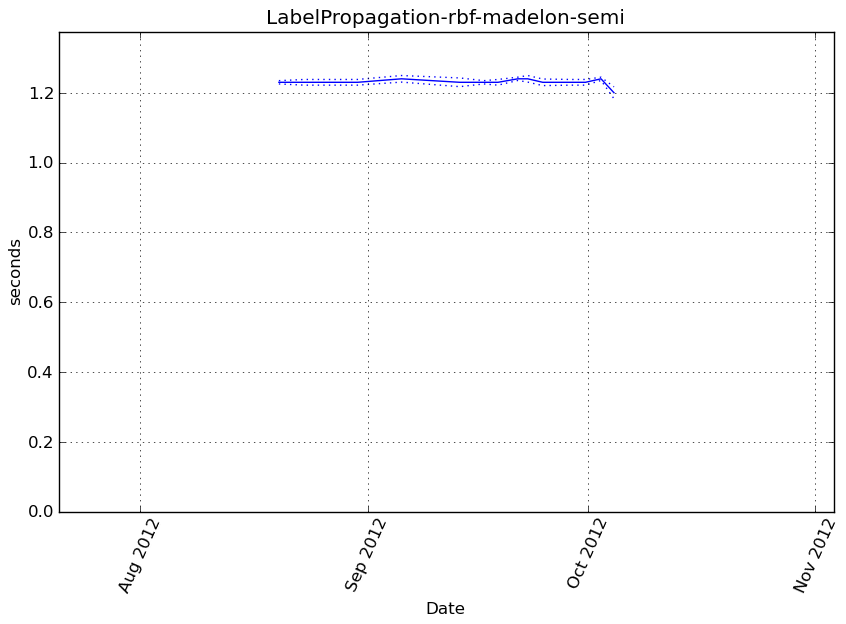 LabelPropagation-rbf-madelon-semi
1.2
1.0
0.8
0.6
0.4
0.2
0.0
seconds
Aug 2012
Sep 2012
Oct 2012
Nov 2012
Date